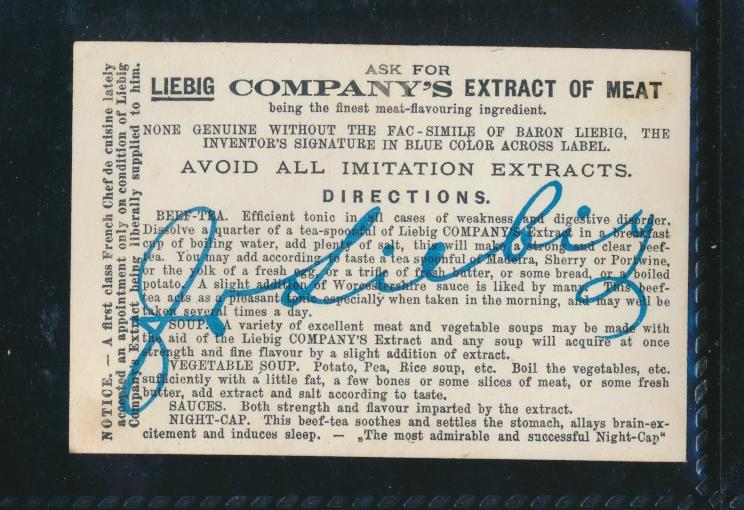 ASK FOR
LIEBIG COMPANY'S EXTRACT OF MEAT
being the finest meat-flavouring ingredient.
NONE GENUINE WITHOUT THE FAC-SIMILE OF BARON LIEBIG, THE
INVENTOR'S SIGNATURE IN BLUE COLOR ACROSS LABEL.
AVOID ALL IMITATION EXTRACTS.
DIRECTIONS.
BEEF-TEA. Efficient tonic in all cases of weakness and digestive disorder.
Dissolve a quarter of a tea-spoonful of Liebig COMPANY'S Extract in a breakfast
cup of boiling water, add plenty of salt, this will make a strong and clear beef-
tea. You may add according to taste a tea spoonful of Madeira, Sherry or Portwine,
or the yolk of a fresh egg, or a trifle of fresh butter, or some bread, or a boiled
potato. A slight addition of Worcestershire sauce is liked by many. This beef-
tea acts as a pleasant tonic especially when taken in the morning, and may well be
taken several times a day.
SOUP. A variety of excellent meat and vegetable soups may be made with
the aid of the Liebig COMPANY'S Extract and any soup will acquire at once
strength and fine flavour by a slight addition of extract.
VEGETABLE SOUP. Potato, Pea, Rice soup, etc. Boil the vegetables, etc.
sufficiently with a little fat, a few bones or some slices of meat, or some fresh
butter, add extract and salt according to taste.
SAUCES. Both strength and flavour imparted by the extract.
NIGHT-CAP. This beef-tea soothes and settles the stomach, allays brain-ex-
citement and induces sleep. — „The most admirable and successful Night-Cap“
NOTICE. — A first class French Chef de cuisine lately
accepted an appointment only on condition of Liebig
Company's Extract being liberally supplied to him.
J v Liebig